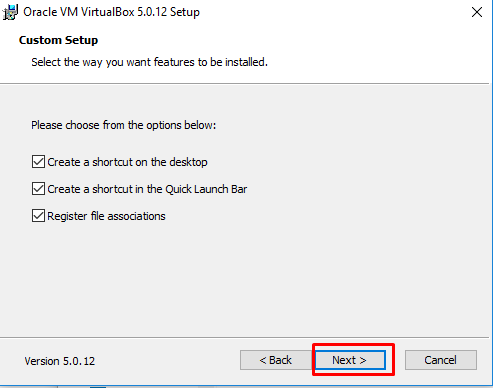 Oracle VM VirtualBox 5.0.12 Setup
Custom Setup
Select the way you want features to be installed.
Please choose from the options below:
Create a shortcut on the desktop
Create a shortcut in the Quick Launch Bar
Register file associations
Version 5.0.12
< Back
Next >
Cancel